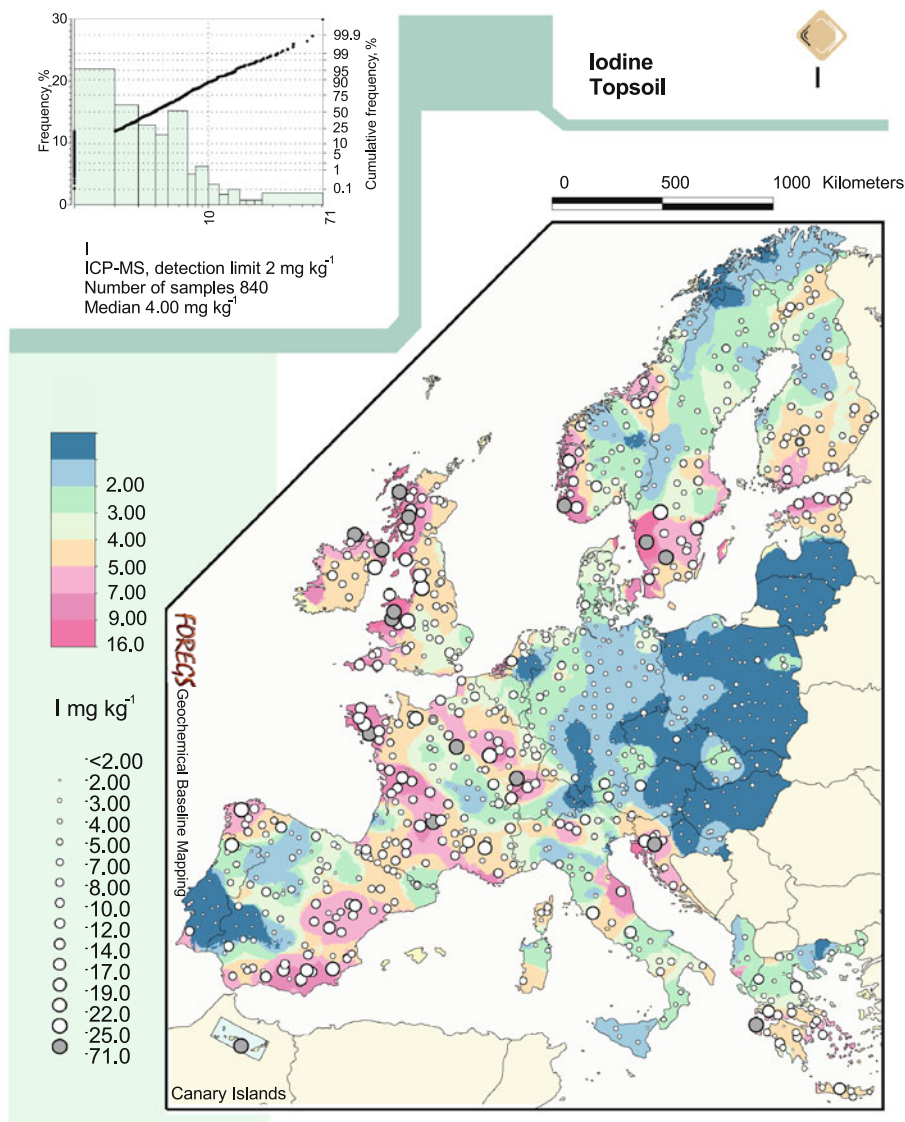 30
20
10
0
Frequency, %
99.9
99
95
90
75
50
25
10
5
1
0.1
Cumulative frequency, %
10
71
I
ICP-MS, detection limit 2 mg kg⁻¹
Number of samples 840
Median 4.00 mg kg⁻¹
Iodine
Topsoil
I
0 500 1000 Kilometers
2.00
3.00
4.00
5.00
7.00
9.00
16.0
I mg kg⁻¹
<2.00
2.00
3.00
4.00
5.00
7.00
8.00
10.0
12.0
14.0
17.0
19.0
22.0
25.0
71.0
FOREGS
Geochemical Baseline Mapping
Canary Islands